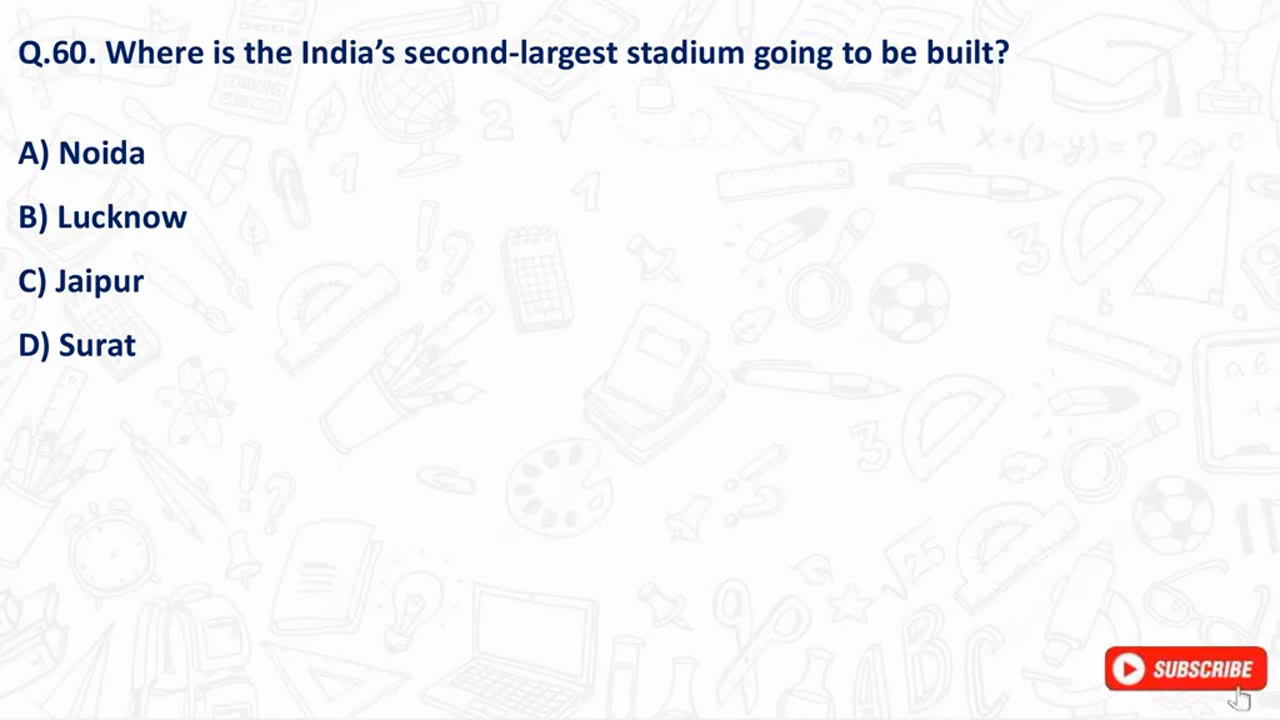 Q.60. Where is the India’s second-largest stadium going to be built?
A) Noida
B) Lucknow
C) Jaipur
D) Surat
SUBSCRIBE